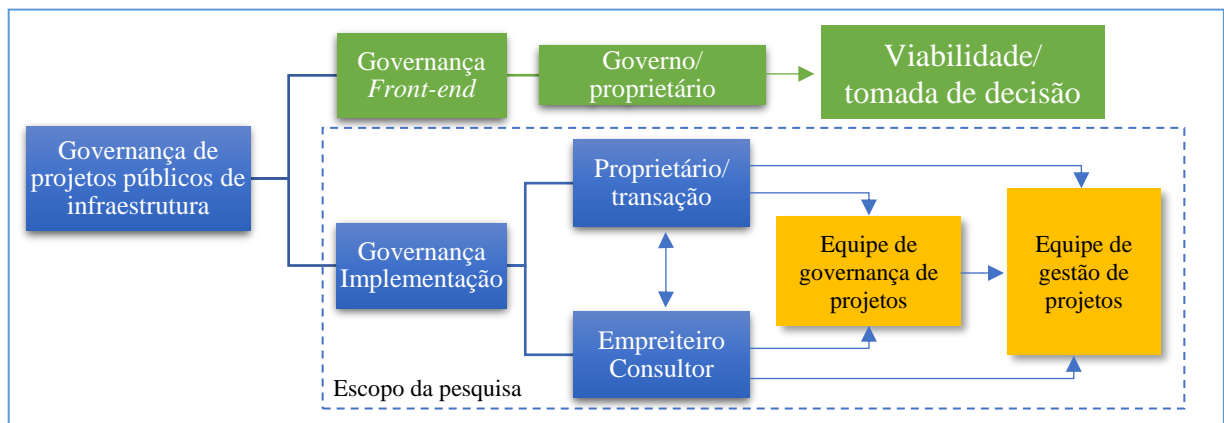 Governança
Front-end
Governo/
proprietário
Viabilidade/
tomada de decisão
Governança de
projetos públicos de
infraestrutura
Proprietário/
transação
Governança
Implementação
Equipe de
governança de
projetos
Equipe de
gestão de
projetos
Empreiteiro
Consultor
Escopo da pesquisa